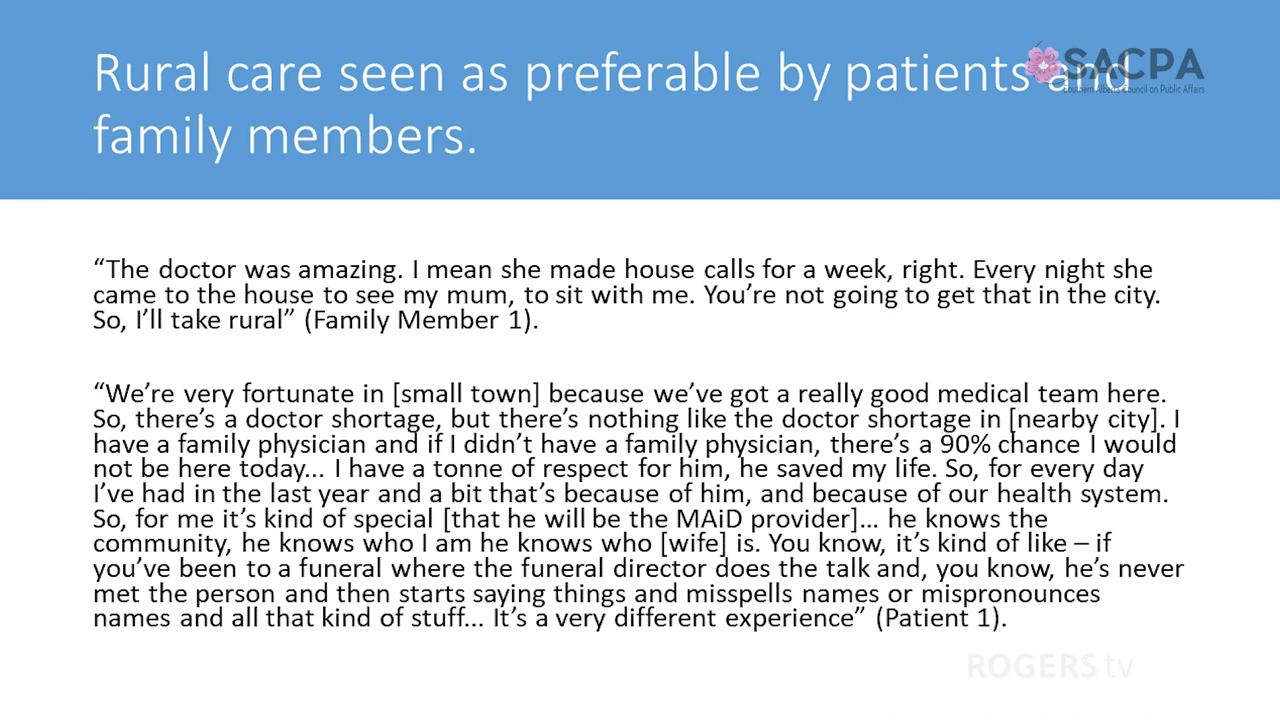 Rural care seen as preferable by patients and
family members.
SACPA
Southern Alberta Council on Public Affairs
“The doctor was amazing. I mean she made house calls for a week, right. Every night she
came to the house to see my mum, to sit with me. You’re not going to get that in the city.
So, I’ll take rural” (Family Member 1).
“We’re very fortunate in [small town] because we’ve got a really good medical team here.
So, there’s a doctor shortage, but there’s nothing like the doctor shortage in [nearby city]. I
have a family physician and if I didn’t have a family physician, there’s a 90% chance I would
not be here today... I have a tonne of respect for him, he saved my life. So, for every day
I’ve had in the last year and a bit that’s because of him, and because of our health system.
So, for me it’s kind of special [that he will be the MAiD provider]… he knows the
community, he knows who I am he knows who [wife] is. You know, it’s kind of like – if
you’ve been to a funeral where the funeral director does the talk and, you know, he’s never
met the person and then starts saying things and misspells names or mispronounces
names and all that kind of stuff... It’s a very different experience” (Patient 1).
ROGERS tv